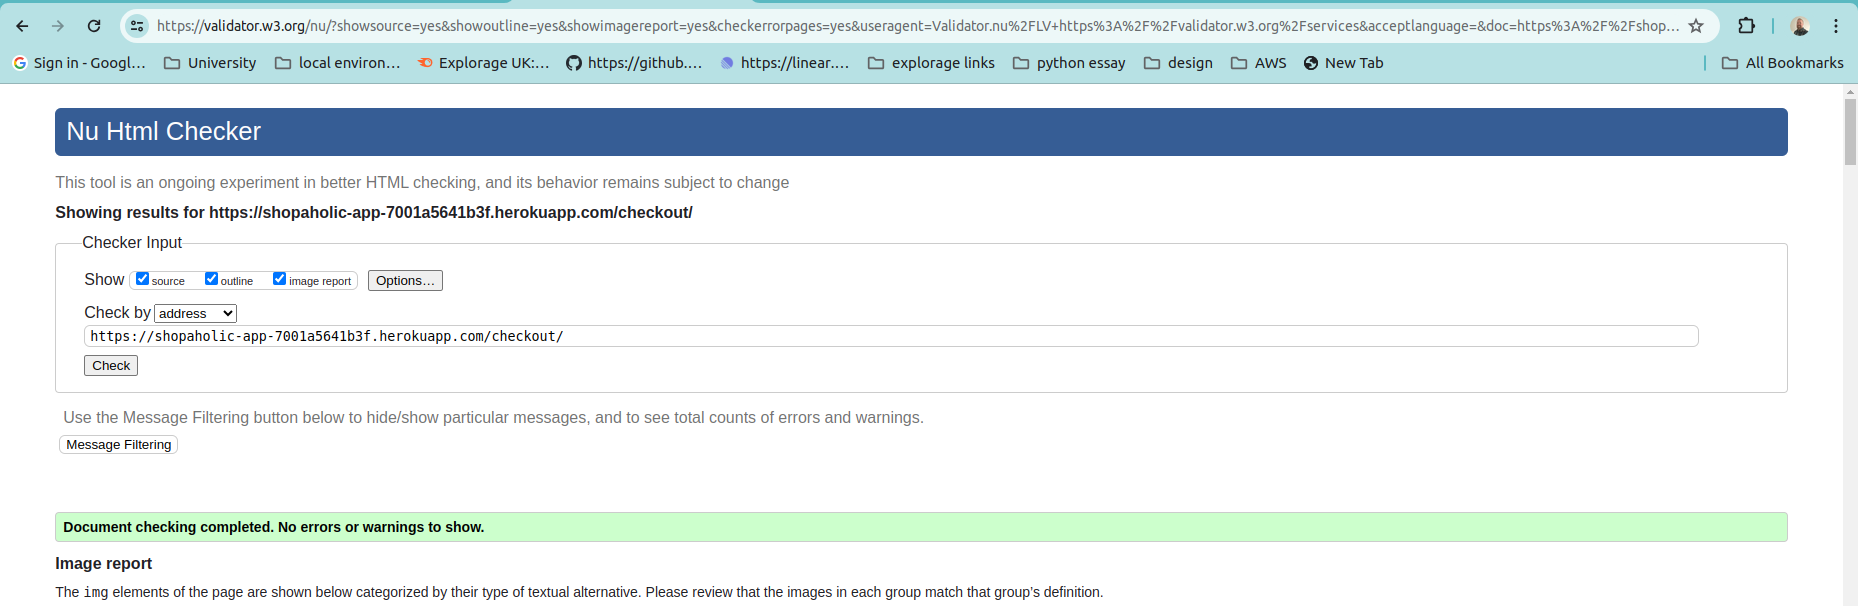 https://validator.w3.org/nu/?showsource=yes&showoutline=yes&showimagereport=yes&checkerrorpages=yes&useragent=Validator.nu%2FLV+https%3A%2F%2Fvalidator.w3.org%2Fservices&acceptlanguage=&doc=https%3A%2F%2Fshop...
Sign in - Googl... University local environ... Explorage UK:... https://github.... https://linear.... explorage links python essay design AWS New Tab All Bookmarks
Nu Html Checker
This tool is an ongoing experiment in better HTML checking, and its behavior remains subject to change
Showing results for https://shopaholic-app-7001a5641b3f.herokuapp.com/checkout/
Checker Input
Show source outline image report Options...
Check by address
https://shopaholic-app-7001a5641b3f.herokuapp.com/checkout/
Check
Use the Message Filtering button below to hide/show particular messages, and to see total counts of errors and warnings.
Message Filtering
Document checking completed. No errors or warnings to show.
Image report
The img elements of the page are shown below categorized by their type of textual alternative. Please review that the images in each group match that group's definition.